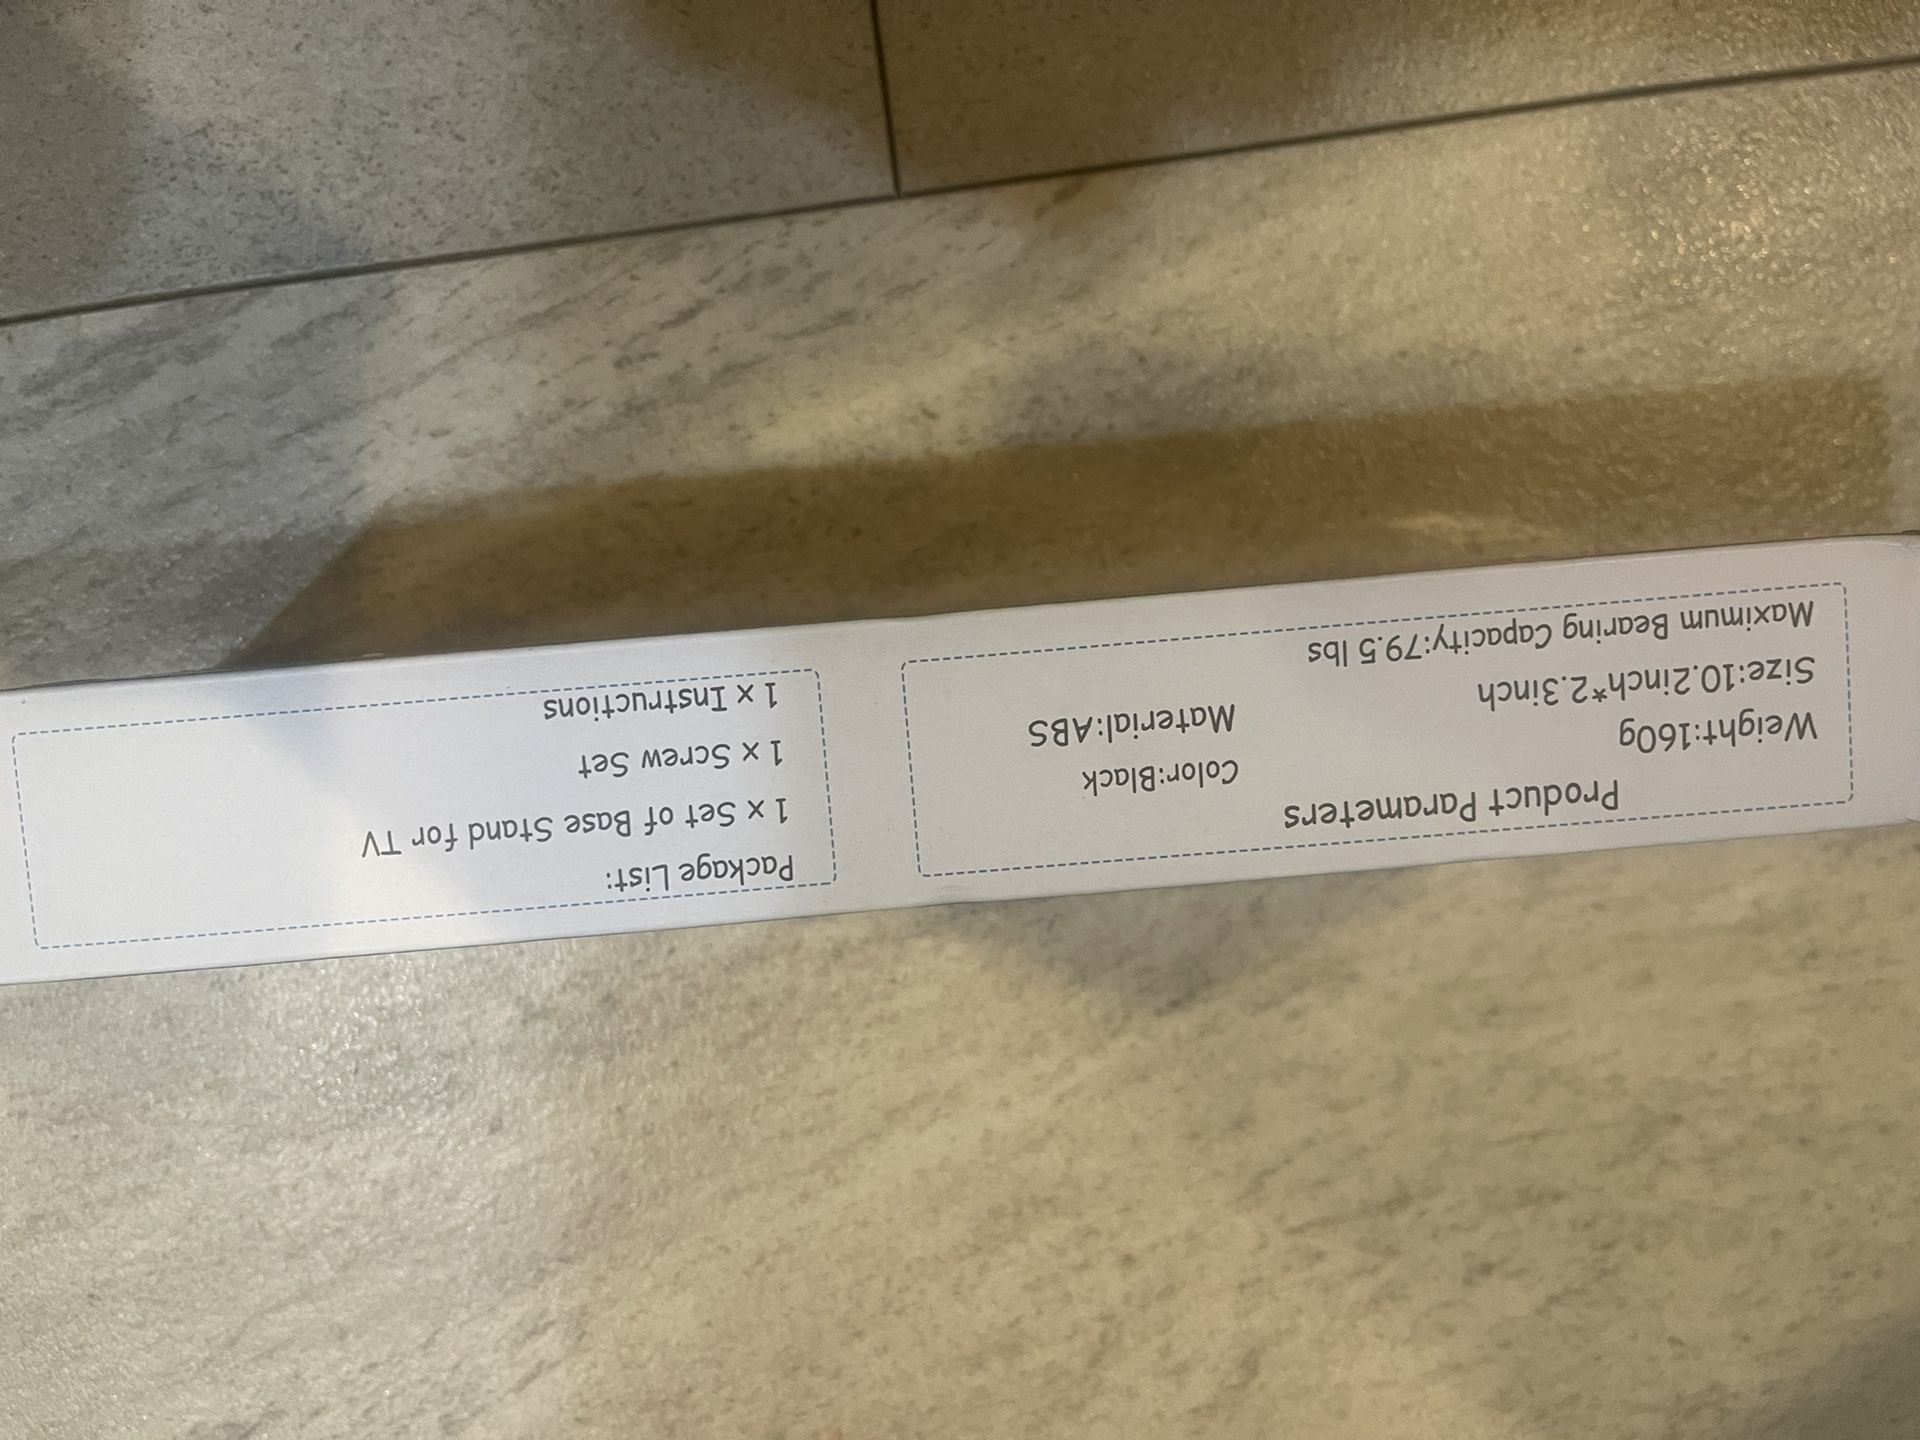 Product Parameters
Weight:160g
Color:Black
Size:10.2inch*2.3inch
Material:ABS
Maximum Bearing Capacity:79.5 lbs
Package List:
1 x Set of Base Stand for TV
1 x Screw Set
1 x Instructions